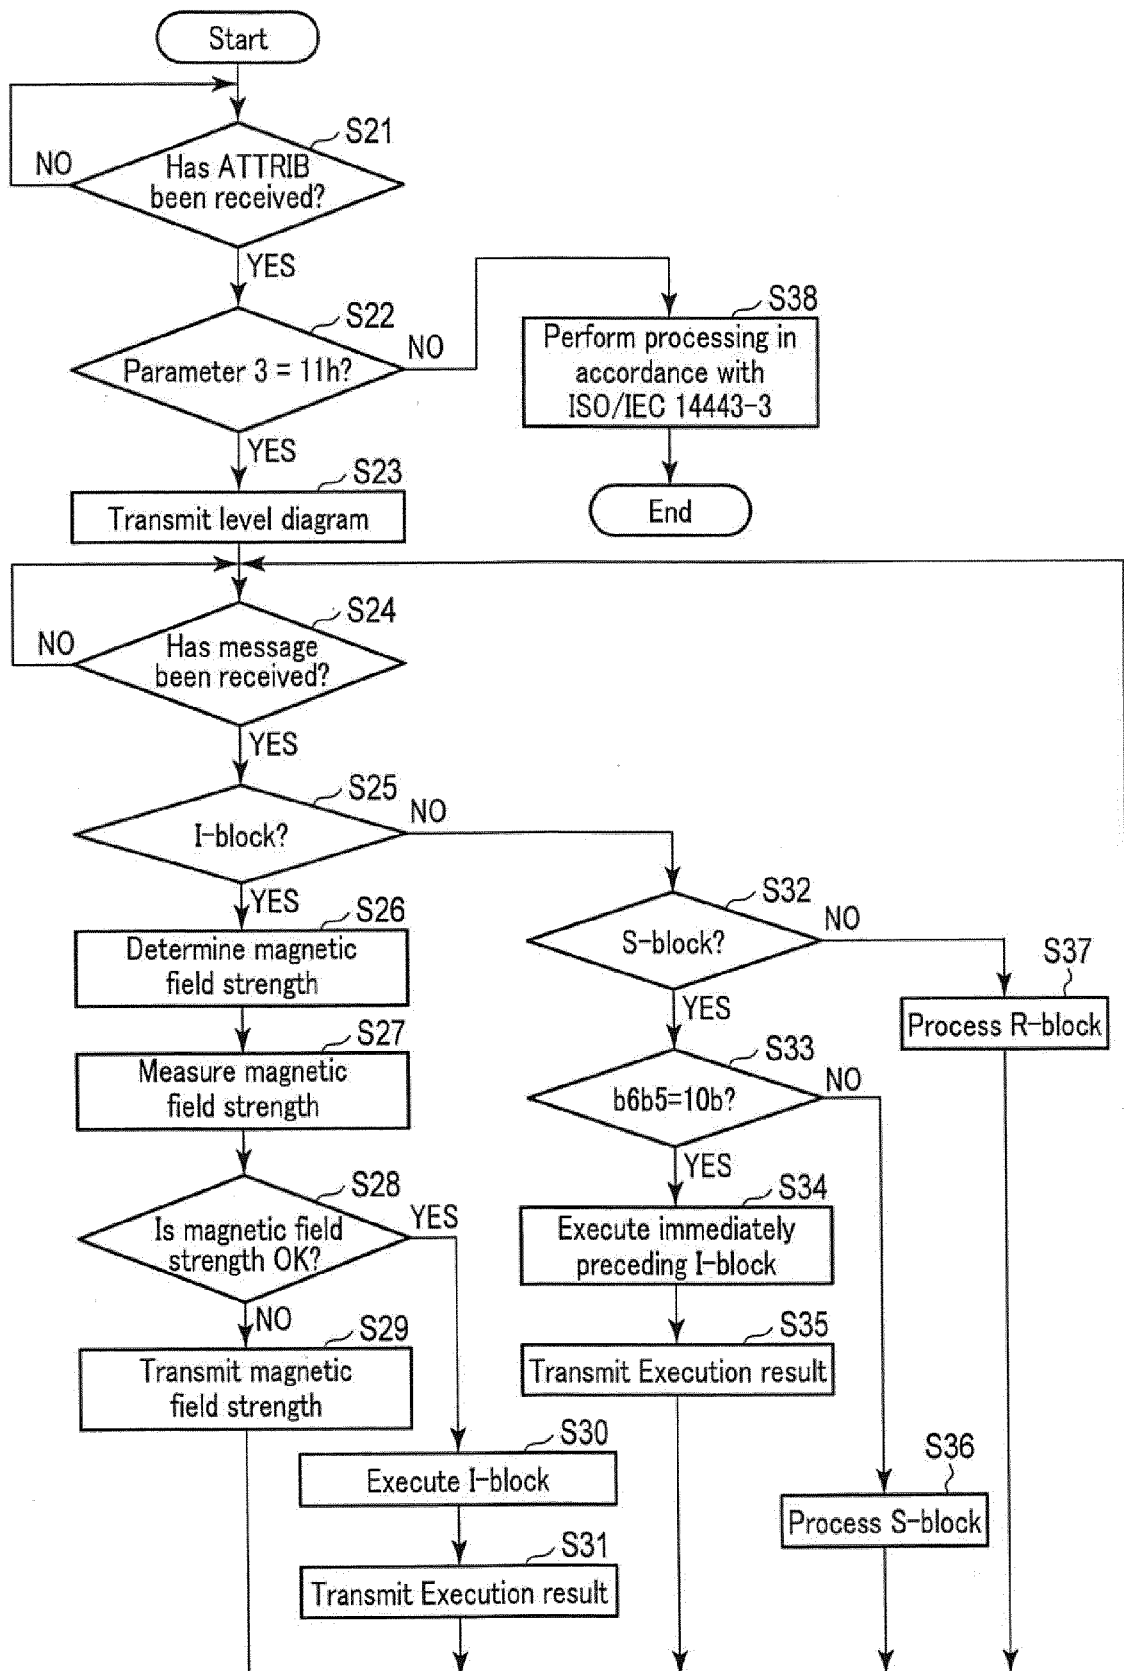 Start
S21
Has ATTRIB
been received?
NO
YES
S22
Parameter 3 = 11h?
NO
YES
S38
Perform processing in
accordance with
ISO/IEC 14443-3
End
S23
Transmit level diagram
S24
Has message
been received?
NO
YES
S25
I-block?
NO
YES
S26
Determine magnetic
field strength
S27
Measure magnetic
field strength
S28
Is magnetic field
strength OK?
YES
NO
S29
Transmit magnetic
field strength
S30
Execute I-block
S31
Transmit Execution result
S32
S-block?
NO
YES
S33
b6b5=10b?
NO
YES
S34
Execute immediately
preceding I-block
S35
Transmit Execution result
S36
Process S-block
S37
Process R-block